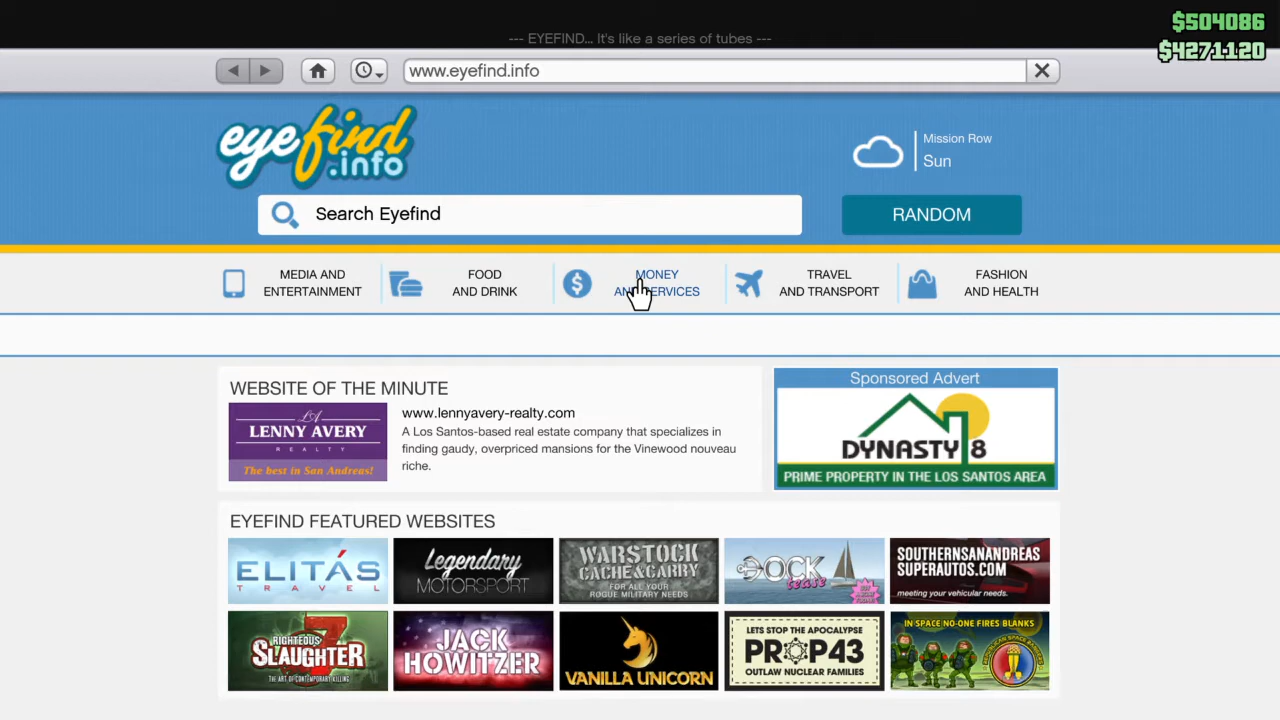 $504086
--- EYEFIND... It's like a series of tubes ---
$4271120
www.eyefind.info
eyefind
.info
Mission Row
Sun
Search Eyefind
RANDOM
MEDIA AND
ENTERTAINMENT
FOOD
AND DRINK
MONEY
AND SERVICES
TRAVEL
AND TRANSPORT
FASHION
AND HEALTH
WEBSITE OF THE MINUTE
LA
LENNY AVERY
REALTY
The best in San Andreas!
www.lennyavery-realty.com
A Los Santos-based real estate company that specializes in
finding gaudy, overpriced mansions for the Vinewood nouveau
riche.
Sponsored Advert
DYNASTY 8
PRIME PROPERTY IN THE LOS SANTOS AREA
EYEFIND FEATURED WEBSITES
ELITÁS
TRAVEL
Legendary
MOTORSPORT
WARSTOCK
CACHE & CARRY
FOR ALL YOUR
ROGUE MILITARY NEEDS
DOCK
tease
SOUTHERNSANANDREAS
SUPERAUTOS.COM
meeting your vehicular needs.
RIGHTEOUS
SLAUGHTER
7
THE ART OF CONTEMPORARY KILLING
JACK
HOWITZER
VANILLA UNICORN
LETS STOP THE APOCALYPSE
PROP43
OUTLAW NUCLEAR FAMILIES
IN SPACE NO-ONE FIRES BLANKS